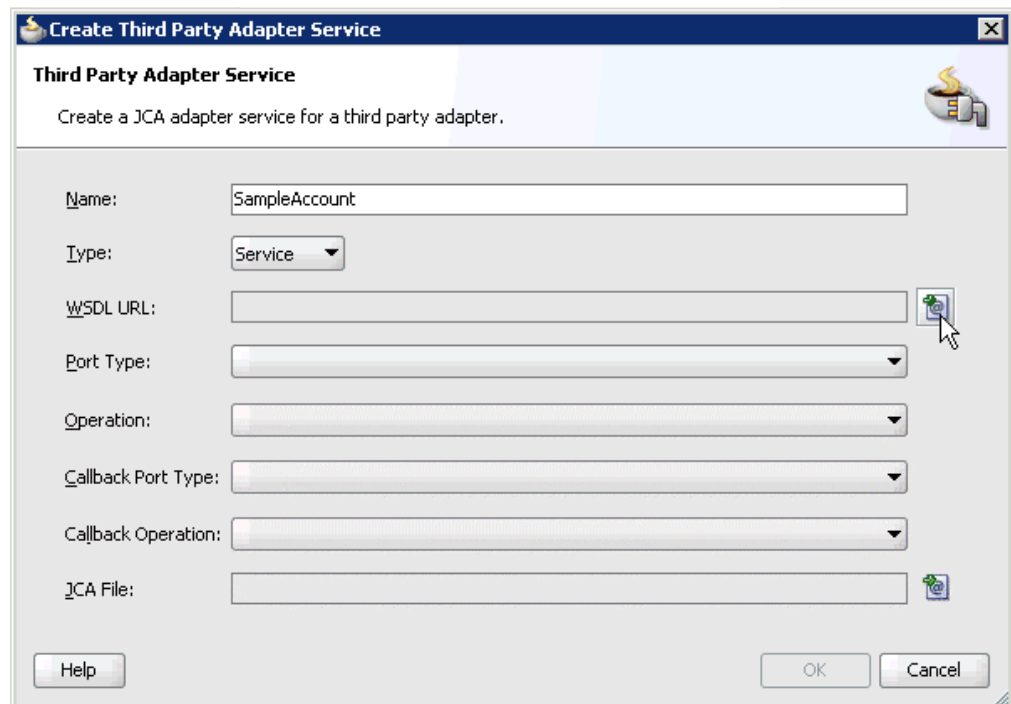 Create Third Party Adapter Service
Third Party Adapter Service
Create a JCA adapter service for a third party adapter.
Name: SampleAccount
Type: Service
WSDL URL:
Port Type:
Operation:
Callback Port Type:
Callback Operation:
JCA File:
Help OK Cancel